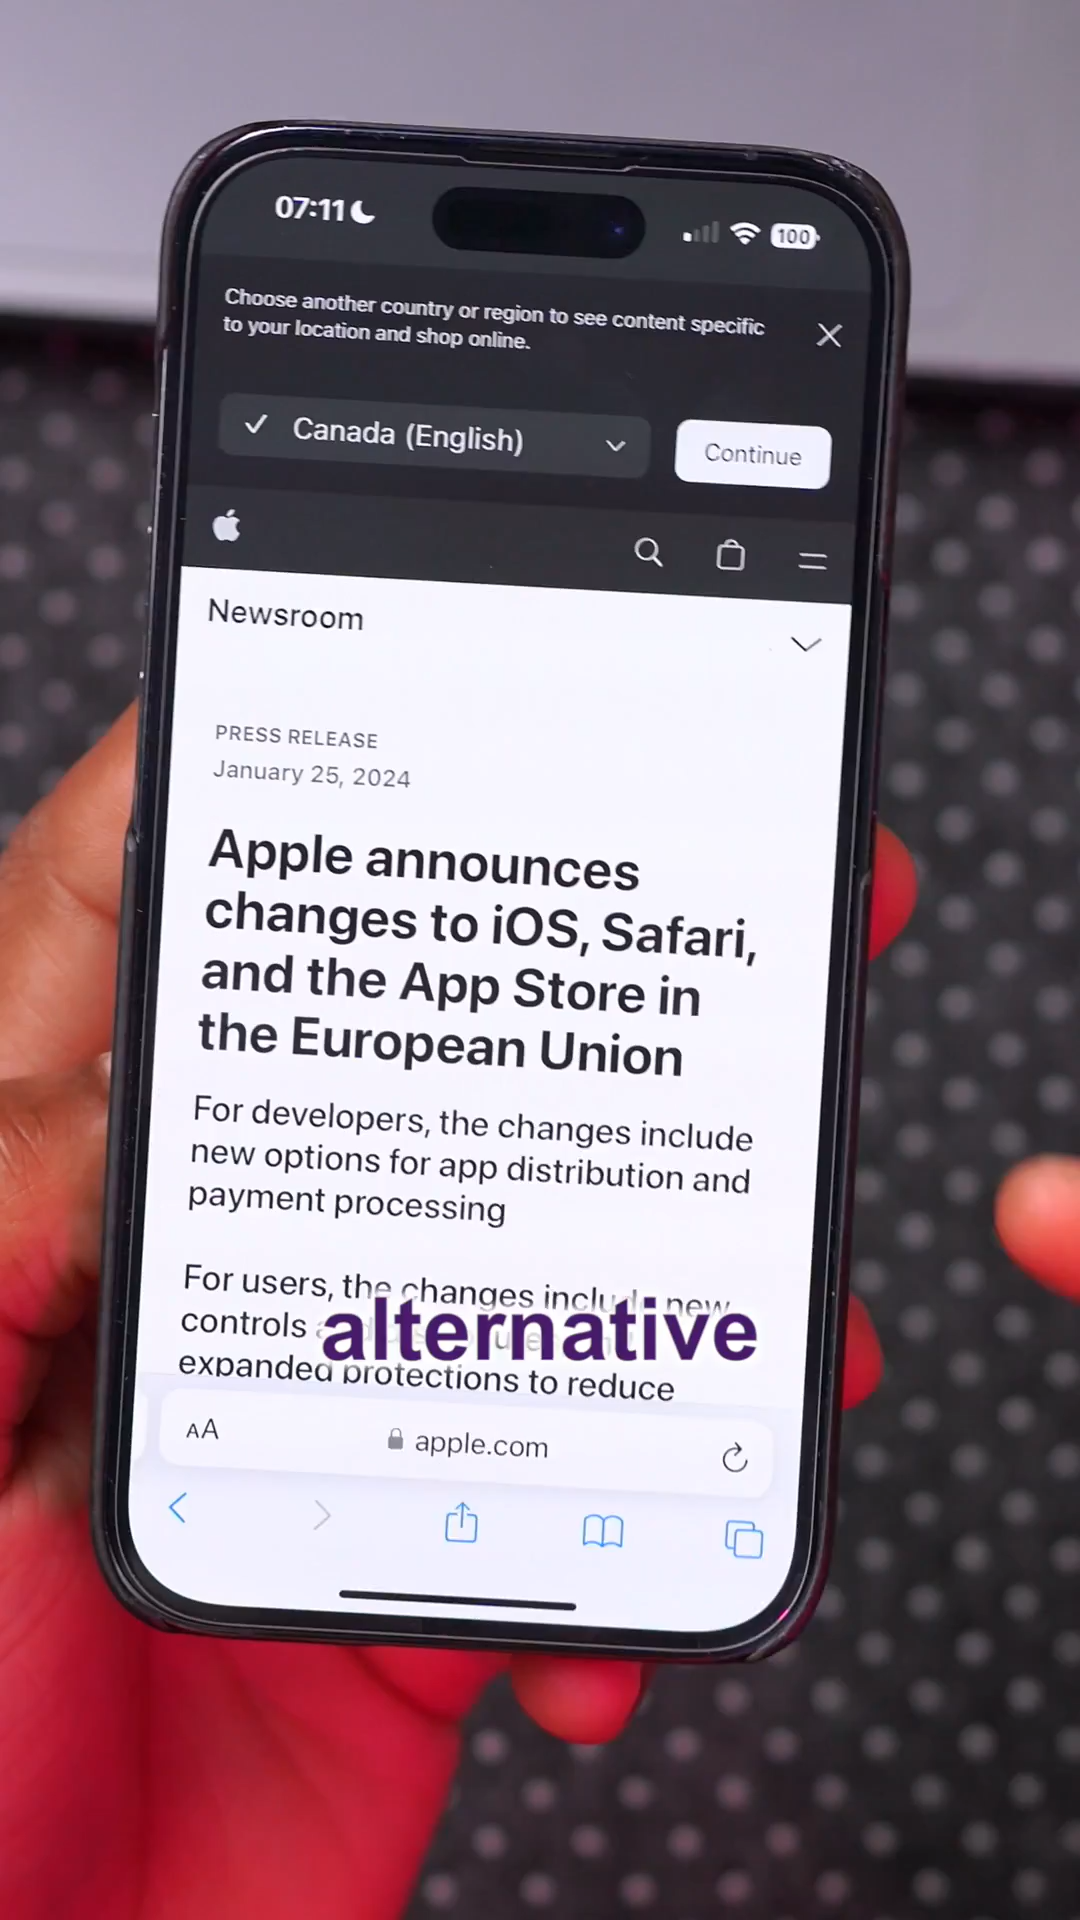 07:11
100
Choose another country or region to see content specific
to your location and shop online.
Canada (English)
Continue
Newsroom
PRESS RELEASE
January 25, 2024
Apple announces
changes to iOS, Safari,
and the App Store in
the European Union
For developers, the changes include
new options for app distribution and
payment processing
For users, the changes include new
controls
alternative
expanded protections to reduce
AA
apple.com